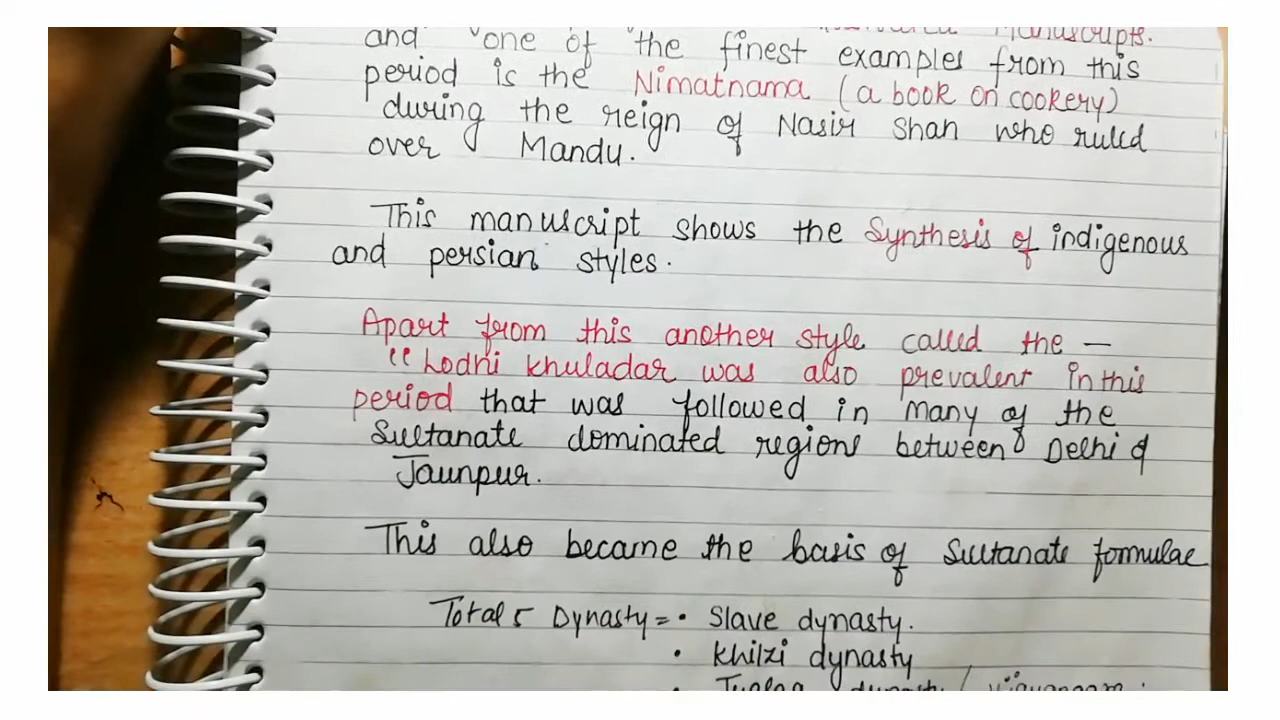 Manuscripts.
and one of the finest examples from this
period is the Nimatnama (a book on cookery)
during the reign of Nasir Shah who ruled
over Mandu.
This manuscript shows the Synthesis of indigenous
and persian styles.
Apart from this another style called the —
"Lodhi khuladar was also prevalent in this
period that was followed in many of the
Sultanate dominated regions between Delhi &
Jaunpur.
This also became the basis of Sultanate formulae
Total 5 Dynasty = • Slave dynasty.
• Khilzi dynasty